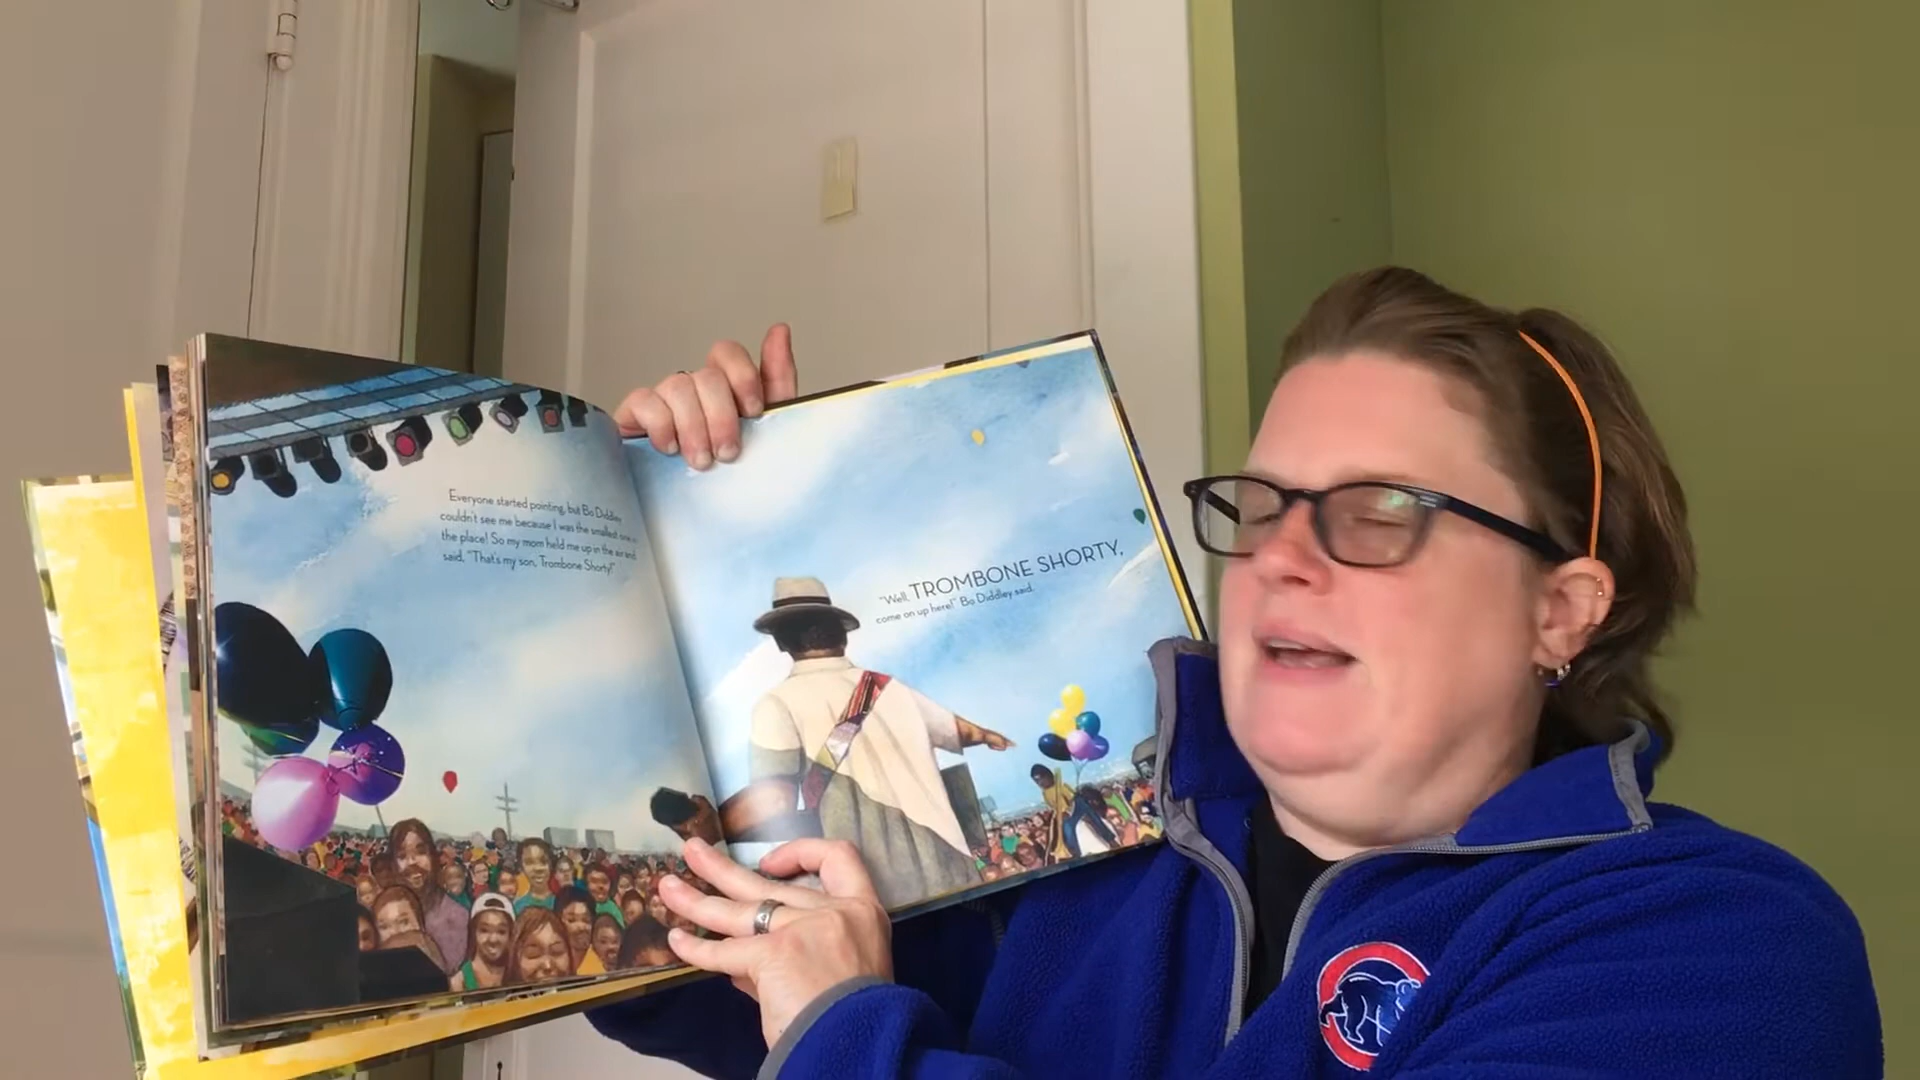 Everyone started pointing, but Bo Diddley
couldn't see me because I was the smallest one in
the place! So my mom held me up in the air and
said, "That's my son, Trombone Shorty!"
"Well, TROMBONE SHORTY,
come on up here!" Bo Diddley said.